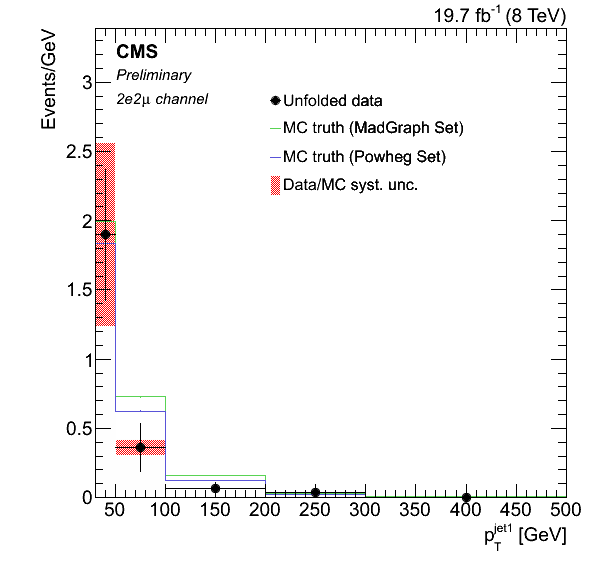 19.7 fb⁻¹ (8 TeV)
CMS
Preliminary
2e2μ channel
Unfolded data
MC truth (MadGraph Set)
MC truth (Powheg Set)
Data/MC syst. unc.
Events/GeV
3
2.5
2
1.5
1
0.5
0
50 100 150 200 250 300 350 400 450 500
p_T^jet1 [GeV]